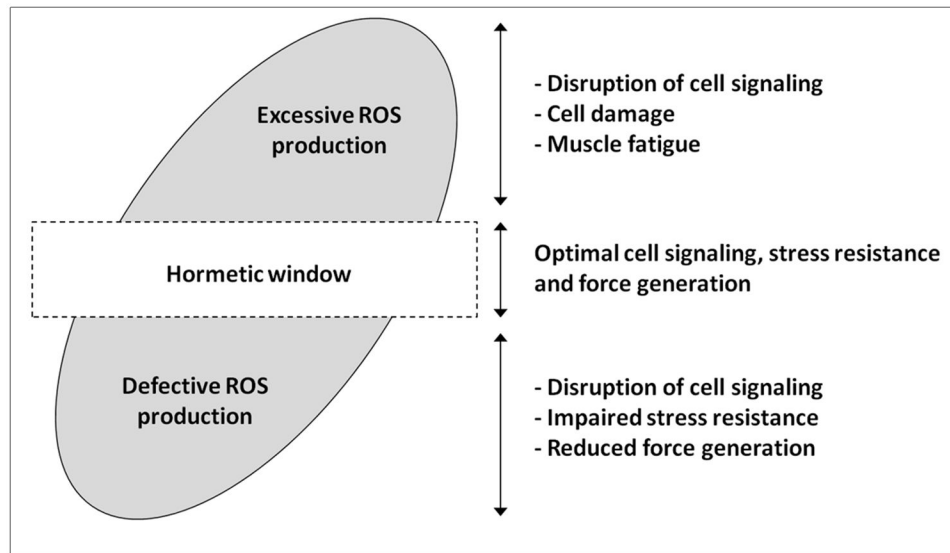 Excessive ROS
production
- Disruption of cell signaling
- Cell damage
- Muscle fatigue
Hormetic window
Optimal cell signaling, stress resistance
and force generation
Defective ROS
production
- Disruption of cell signaling
- Impaired stress resistance
- Reduced force generation